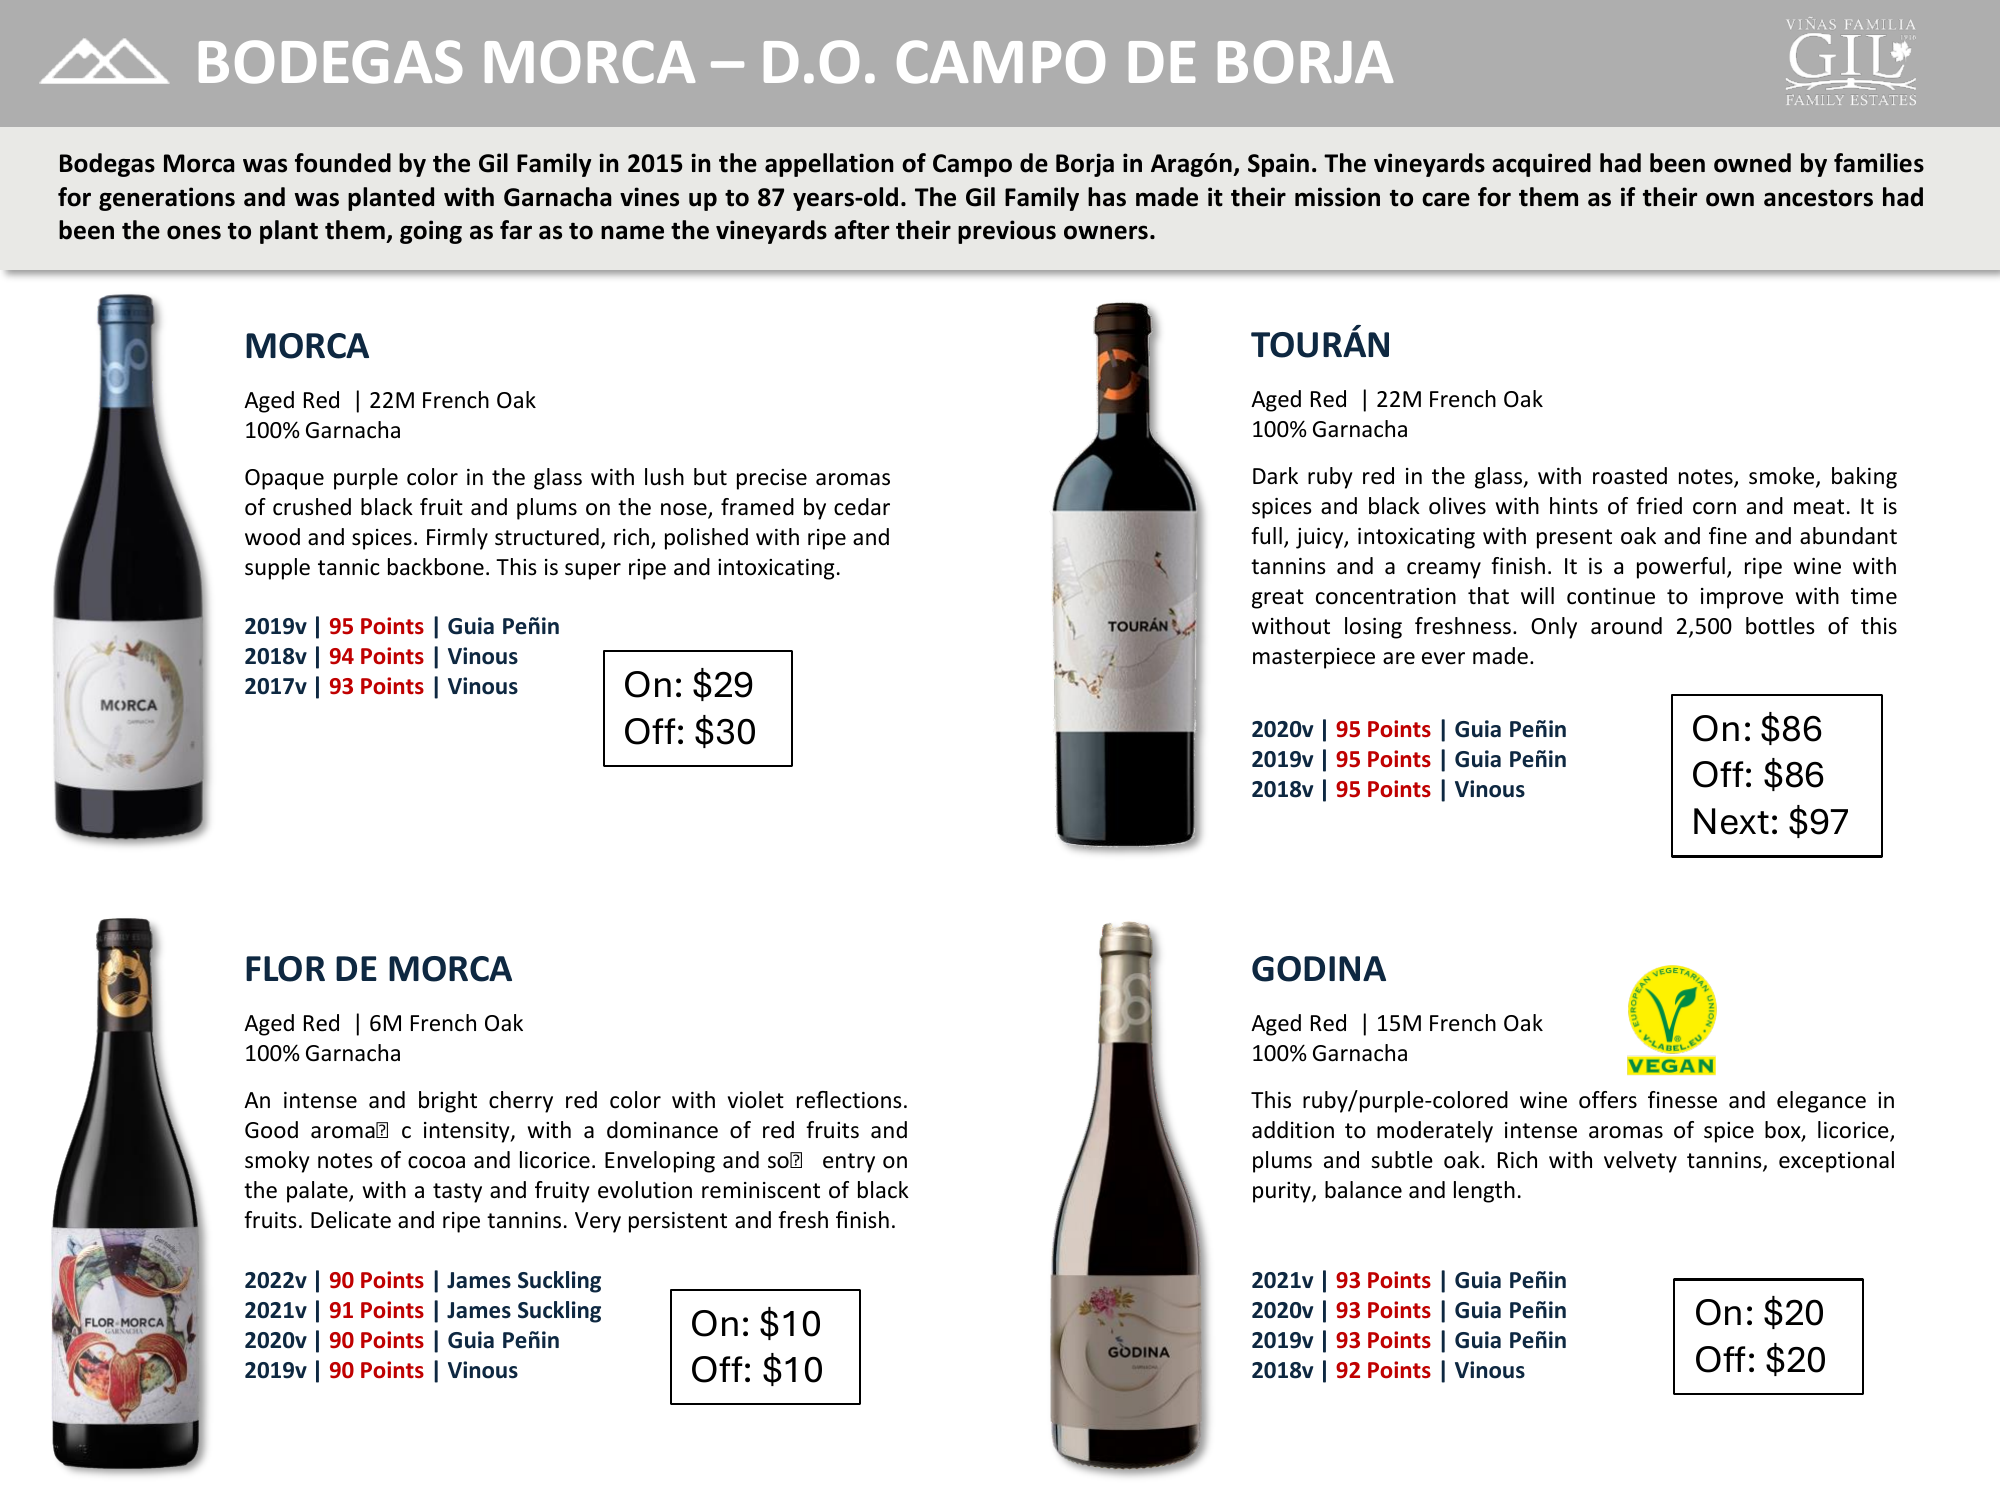 BODEGAS MORCA – D.O. CAMPO DE BORJA
VIÑAS FAMILIA
GIL
FAMILY ESTATES
Bodegas Morca was founded by the Gil Family in 2015 in the appellation of Campo de Borja in Aragón, Spain. The vineyards acquired had been owned by families
for generations and was planted with Garnacha vines up to 87 years-old. The Gil Family has made it their mission to care for them as if their own ancestors had
been the ones to plant them, going as far as to name the vineyards after their previous owners.
MORCA
Aged Red | 22M French Oak
100% Garnacha
Opaque purple color in the glass with lush but precise aromas
of crushed black fruit and plums on the nose, framed by cedar
wood and spices. Firmly structured, rich, polished with ripe and
supple tannic backbone. This is super ripe and intoxicating.
2019v | 95 Points | Guia Peñin
2018v | 94 Points | Vinous
2017v | 93 Points | Vinous
On: $29
Off: $30
MORCA
GARNACHA
TOURÁN
Aged Red | 22M French Oak
100% Garnacha
Dark ruby red in the glass, with roasted notes, smoke, baking
spices and black olives with hints of fried corn and meat. It is
full, juicy, intoxicating with present oak and fine and abundant
tannins and a creamy finish. It is a powerful, ripe wine with
great concentration that will continue to improve with time
without losing freshness. Only around 2,500 bottles of this
masterpiece are ever made.
2020v | 95 Points | Guia Peñin
2019v | 95 Points | Guia Peñin
2018v | 95 Points | Vinous
On: $86
Off: $86
Next: $97
TOURÁN
FLOR DE MORCA
Aged Red | 6M French Oak
100% Garnacha
An intense and bright cherry red color with violet reflections.
Good aroma⍰ c intensity, with a dominance of red fruits and
smoky notes of cocoa and licorice. Enveloping and so⍰ entry on
the palate, with a tasty and fruity evolution reminiscent of black
fruits. Delicate and ripe tannins. Very persistent and fresh finish.
2022v | 90 Points | James Suckling
2021v | 91 Points | James Suckling
2020v | 90 Points | Guia Peñin
2019v | 90 Points | Vinous
On: $10
Off: $10
FLOR DE MORCA
GARNACHA
GODINA
Aged Red | 15M French Oak
100% Garnacha
EUROPEAN VEGETARIAN UNION
V-LABEL.EU
VEGAN
This ruby/purple-colored wine offers finesse and elegance in
addition to moderately intense aromas of spice box, licorice,
plums and subtle oak. Rich with velvety tannins, exceptional
purity, balance and length.
2021v | 93 Points | Guia Peñin
2020v | 93 Points | Guia Peñin
2019v | 93 Points | Guia Peñin
2018v | 92 Points | Vinous
On: $20
Off: $20
GODINA